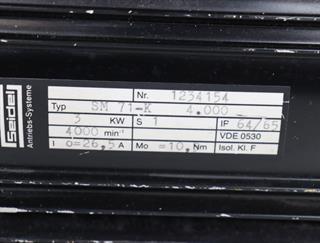 Seidel
Antriebs-Systeme
Nr. 1234154
Typ SM 71-K 4.000
3 KW S 1 IP 64/65
4000 min⁻¹ VDE 0530
I o=26,5 A Mo =10, Nm Isol. Kl. F